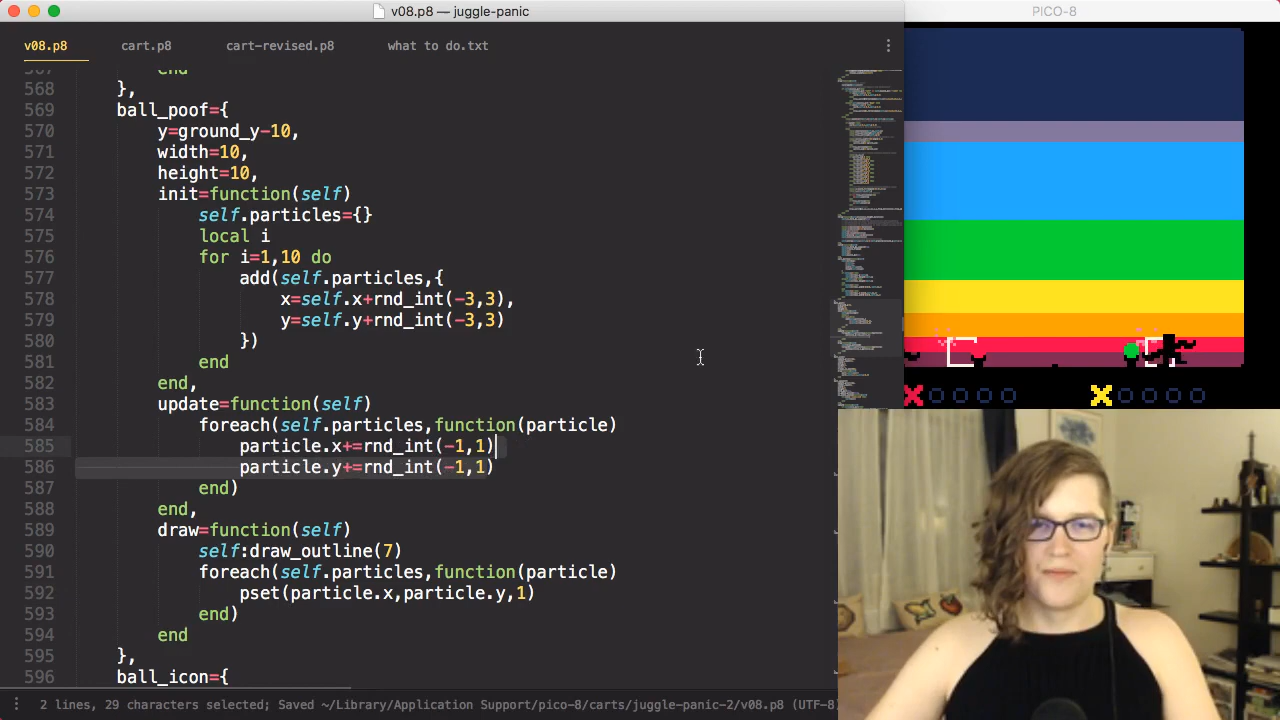 v08.p8 — juggle-panic
PICO-8
v08.p8 cart.p8 cart-revised.p8 what to do.txt
567 end
568 },
569 ball_poof={
570 y=ground_y-10,
571 width=10,
572 height=10,
573 init=function(self)
574 self.particles={}
575 local i
576 for i=1,10 do
577 add(self.particles,{
578 x=self.x+rnd_int(-3,3),
579 y=self.y+rnd_int(-3,3)
580 })
581 end
582 end,
583 update=function(self)
584 foreach(self.particles,function(particle)
585 particle.x+=rnd_int(-1,1)
586 particle.y+=rnd_int(-1,1)
587 end)
588 end,
589 draw=function(self)
590 self:draw_outline(7)
591 foreach(self.particles,function(particle)
592 pset(particle.x,particle.y,1)
593 end)
594 end
595 },
596 ball_icon={
2 lines, 29 characters selected; Saved ~/Library/Application Support/pico-8/carts/juggle-panic-2/v08.p8 (UTF-8